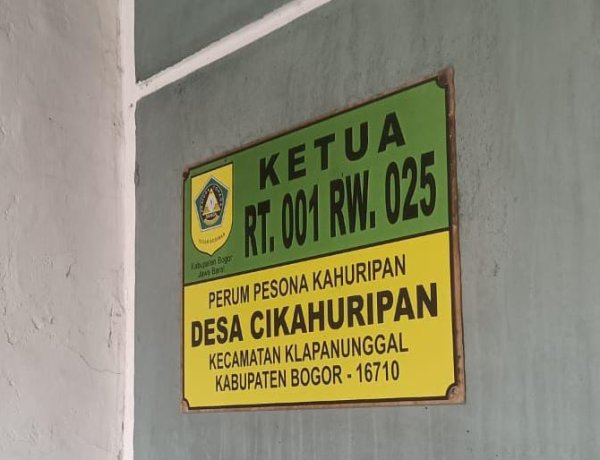 KETUA
RT. 001 RW. 025
Kabupaten Bogor
Jawa Barat
PERUM PESONA KAHURIPAN
DESA CIKAHURIPAN
KECAMATAN KLAPANUNGGAL
KABUPATEN BOGOR - 16710